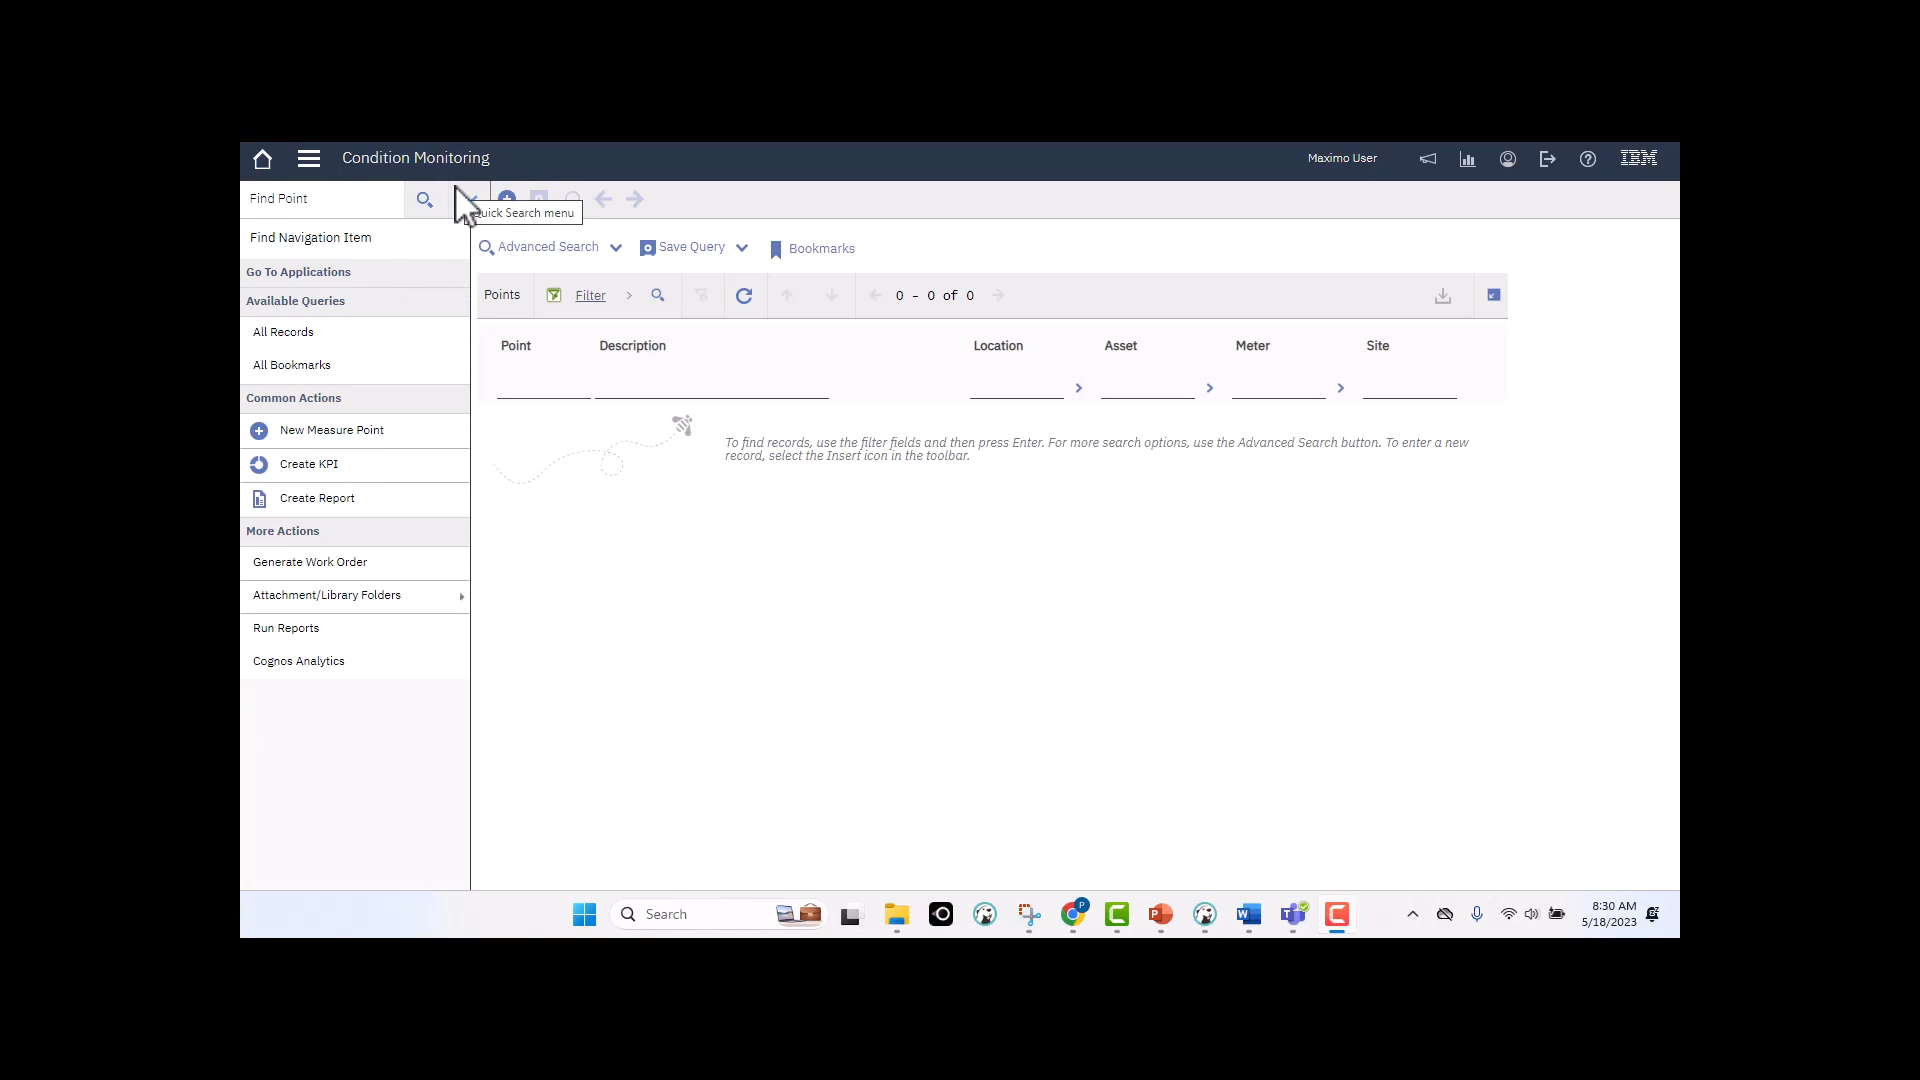 Condition Monitoring
Maximo User
IBM
Find Point
Quick Search menu
Find Navigation Item
Go To Applications
Available Queries
All Records
All Bookmarks
Common Actions
New Measure Point
Create KPI
Create Report
More Actions
Generate Work Order
Attachment/Library Folders
Run Reports
Cognos Analytics
Advanced Search
Save Query
Bookmarks
Points
Filter
0 - 0 of 0
Point
Description
Location
Asset
Meter
Site
To find records, use the filter fields and then press Enter. For more search options, use the Advanced Search button. To enter a new
record, select the Insert icon in the toolbar.
Search
8:30 AM
5/18/2023